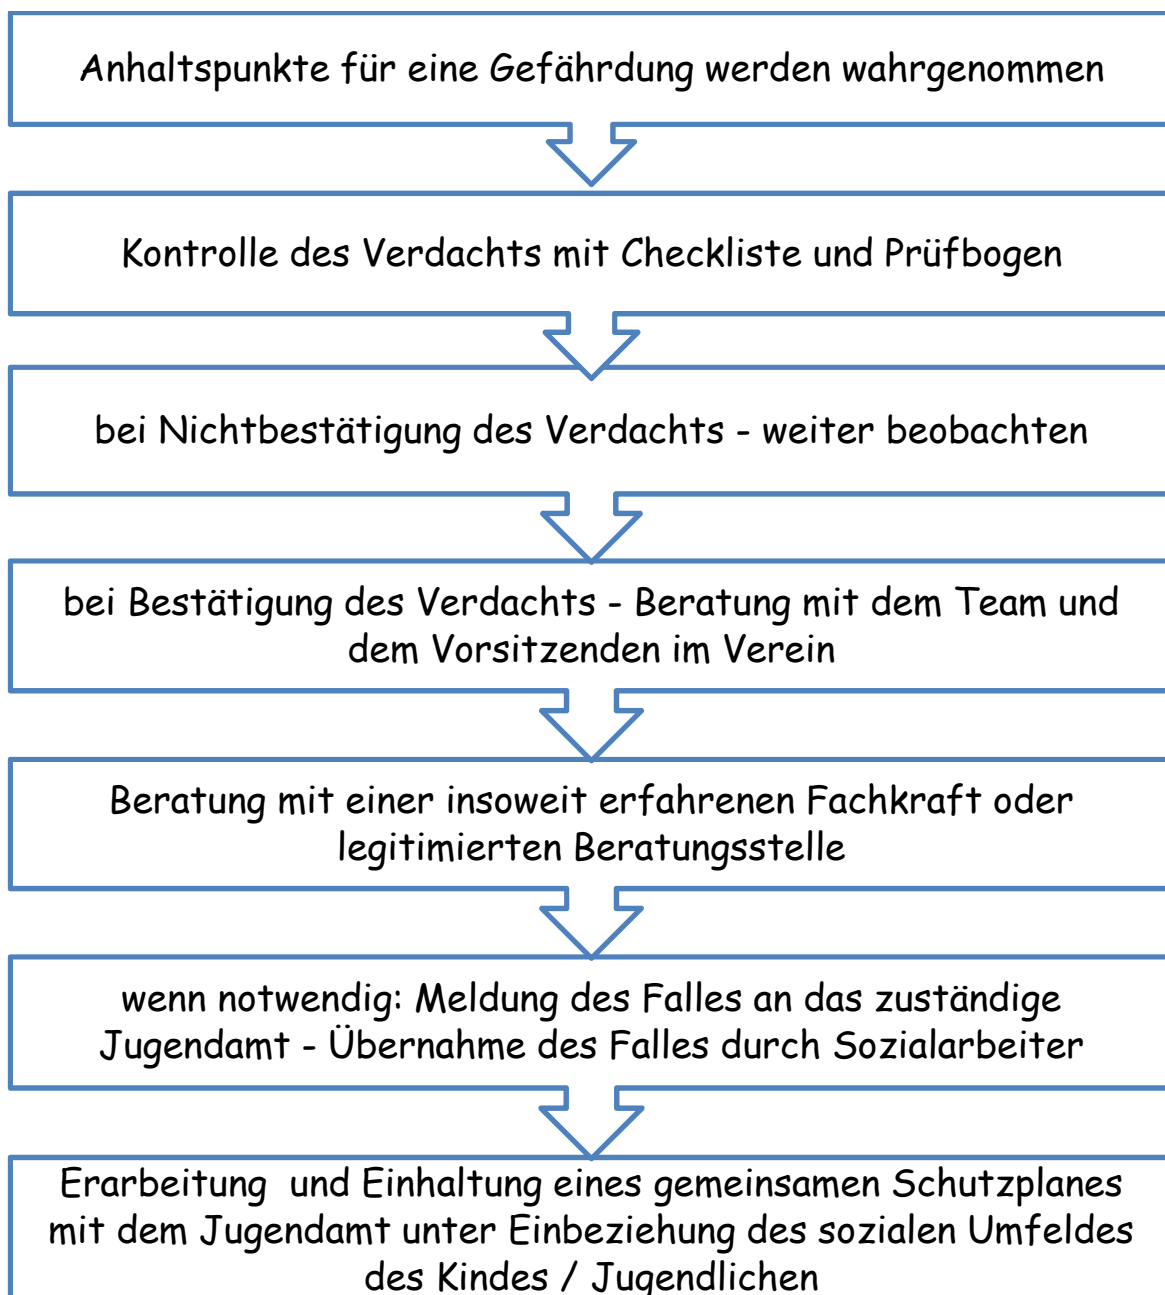 Anhaltspunkte für eine Gefährdung werden wahrgenommen
Kontrolle des Verdachts mit Checkliste und Prüfbogen
bei Nichtbestätigung des Verdachts - weiter beobachten
bei Bestätigung des Verdachts - Beratung mit dem Team und
dem Vorsitzenden im Verein
Beratung mit einer insoweit erfahrenen Fachkraft oder
legitimierten Beratungsstelle
wenn notwendig: Meldung des Falles an das zuständige
Jugendamt - Übernahme des Falles durch Sozialarbeiter
Erarbeitung und Einhaltung eines gemeinsamen Schutzplanes
mit dem Jugendamt unter Einbeziehung des sozialen Umfeldes
des Kindes / Jugendlichen